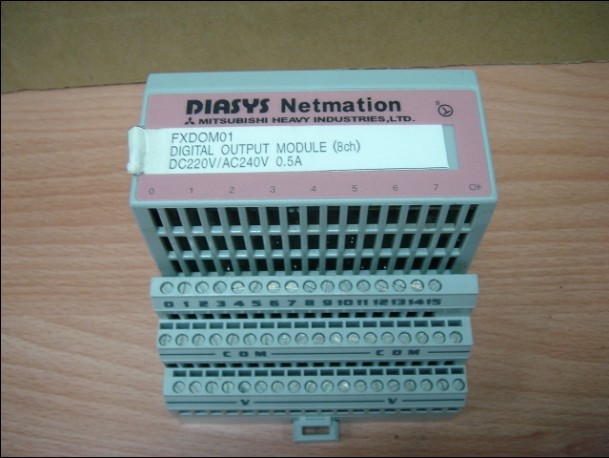 DIASYS Netmation
MITSUBISHI HEAVY INDUSTRIES,LTD.
FXDOM01
DIGITAL OUTPUT MODULE (8ch)
DC220V/AC240V 0.5A
0 1 2 3 4 5 6 7 CH
0 1 2 3 4 5 6 7 8 9 10 11 12 13 14 15
COM COM
V V